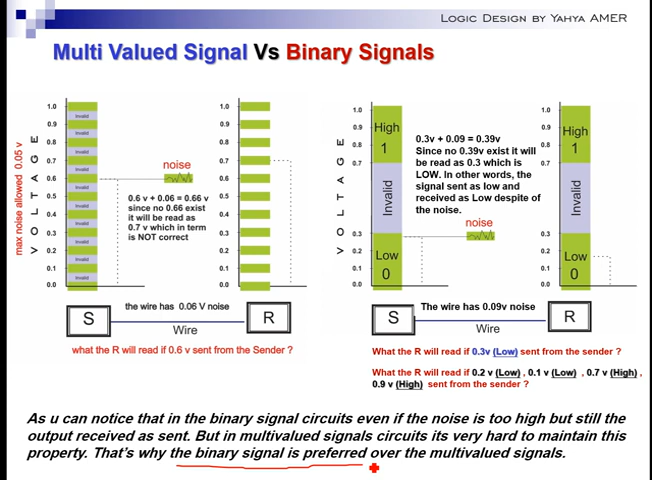 LOGIC DESIGN BY YAHYA AMER
Multi Valued Signal Vs Binary Signals
max noise allowed 0.05 v
VOLTAGE
1.0
0.9
0.8
0.7
0.6
0.5
0.4
0.3
0.2
0.1
0.0
Invalid
Invalid
Invalid
Invalid
Invalid
Invalid
Invalid
Invalid
Invalid
Invalid
noise
0.6 v + 0.06 = 0.66 v
since no 0.66 exist
it will be read as
0.7 v which in term
is NOT correct
1.0
0.9
0.8
0.7
0.6
0.5
0.4
0.3
0.2
0.1
0.0
the wire has 0.06 V noise
S
Wire
R
what the R will read if 0.6 v sent from the Sender ?
VOLTAGE
1.0
0.9
0.8
0.7
0.3
0.2
0.1
0.0
High
1
Invalid
Low
0
0.3v + 0.09 = 0.39v
Since no 0.39v exist it will
be read as 0.3 which is
LOW. In other words, the
signal sent as low and
received as Low despite of
the noise.
noise
1.0
0.9
0.8
0.7
0.3
0.2
0.1
0.0
High
1
Invalid
Low
0
The wire has 0.09v noise
S
Wire
R
What the R will read if 0.3v (Low) sent from the sender ?
What the R will read if 0.2 v (Low) , 0.1 v (Low) , 0.7 v (High) ,
0.9 v (High) sent from the sender ?
As u can notice that in the binary signal circuits even if the noise is too high but still the
output received as sent. But in multivalued signals circuits its very hard to maintain this
property. That's why the binary signal is preferred over the multivalued signals.